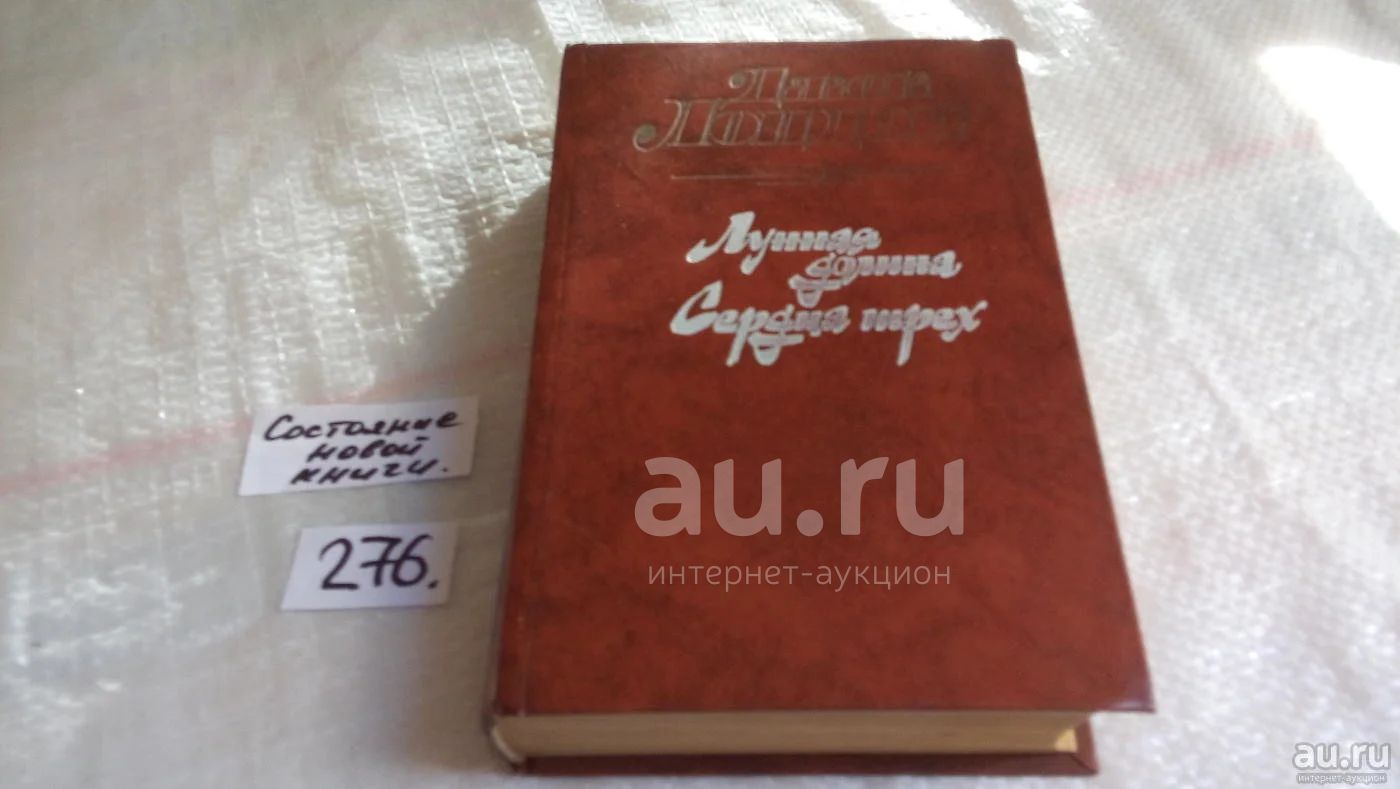 Джек
Лондон
Лунная
долина
Сердца трех
Состояние
новой
книги.
276.
au.ru
интернет-аукцион
au.ru
интернет-аукцион